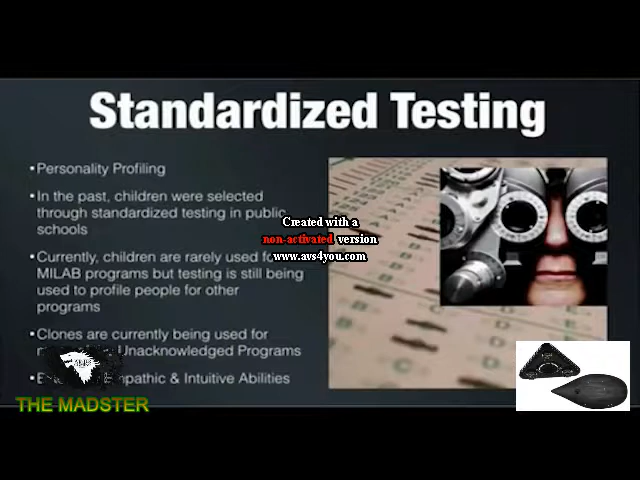 Standardized Testing
▪ Personality Profiling
▪ In the past, children were selected
through standardized testing in public
schools
Created with a
non-activated version
www.avs4you.com
▪ Currently, children are rarely used
MILAB programs but testing is still being
used to profile people for other
programs
▪ Clones are currently being used for
Unacknowledged Programs
& Intuitive Abilities
THE MADSTER